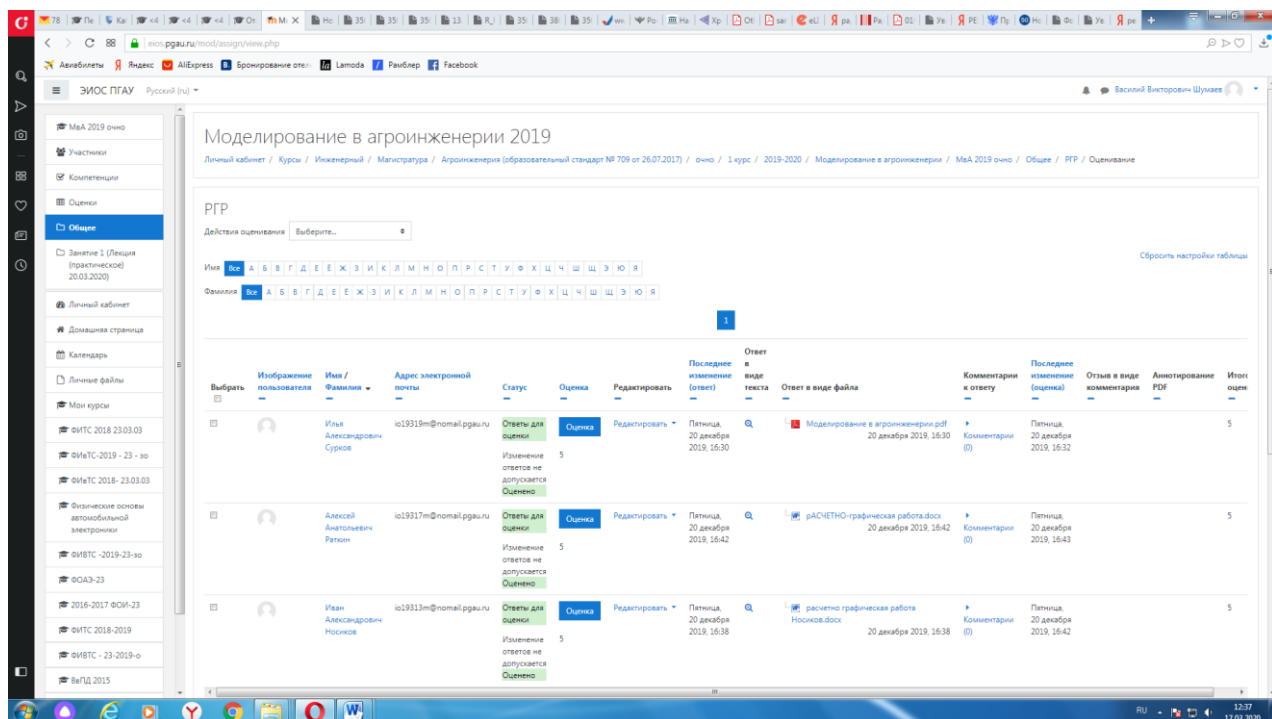 eios.pgau.ru/mod/assign/view.php
Авиабилеты Яндекс AliExpress Бронирование отел Lamoda Рамблер Facebook
ЭИОС ПГАУ Русский (ru)
Василий Викторович Шумаев
МвА 2019 очно
Участники
Компетенции
Оценки
Общее
Занятие 1 (Лекция
(практическое)
20.03.2020)
Личный кабинет
Домашняя страница
Календарь
Личные файлы
Мои курсы
ФИТС 2018 23.03.03
ФИвТС-2019 - 23 - зо
ФИвТС 2018- 23.03.03
Физические основы
автомобильной
электроники
ФИВТС -2019-23-зо
ФОАЭ-23
2016-2017 ФОИ-23
ФИТС 2018-2019
ФИВТС - 23-2019-о
ВвПД 2015
Моделирование в агроинженерии 2019
Личный кабинет / Курсы / Инженерный / Магистратура / Агроинженерия (образовательный стандарт № 709 от 26.07.2017) / очно / 1 курс / 2019-2020 / Моделирование в агроинженерии / МвА 2019 очно / Общее / РГР / Оценивание
РГР
Действия оценивания Выберите...
Сбросить настройки таблицы
Имя Все А Б В Г Д Е Ё Ж З И К Л М Н О П Р С Т У Ф Х Ц Ч Ш Щ Э Ю Я
Фамилия Все А Б В Г Д Е Ё Ж З И К Л М Н О П Р С Т У Ф Х Ц Ч Ш Щ Э Ю Я
1
Выбрать
Изображение
пользователя
Имя /
Фамилия
Адрес электронной
почты
Статус
Оценка
Редактировать
Последнее
изменение
(ответ)
Ответ
в
виде
текста
Ответ в виде файла
Комментарии
к ответу
Последнее
изменение
(оценка)
Отзыв в виде
комментария
Аннотирование
PDF
Итого
оцен
Илья
Александрович
Сурков
io19319m@nomail.pgau.ru
Ответы для
оценки
Изменение
ответов не
допускается
Оценено
Оценка
5
Редактировать
Пятница,
20 декабря
2019, 16:30
Моделирование в агроинженерии.pdf
20 декабря 2019, 16:30
Комментарии
(0)
Пятница,
20 декабря
2019, 16:32
5
Алексей
Анатольевич
Раткин
io19317m@nomail.pgau.ru
Ответы для
оценки
Изменение
ответов не
допускается
Оценено
Оценка
5
Редактировать
Пятница,
20 декабря
2019, 16:42
рАСЧЕТНО-графическая работа.docx
20 декабря 2019, 16:42
Комментарии
(0)
Пятница,
20 декабря
2019, 16:43
5
Иван
Александрович
Носиков
io19313m@nomail.pgau.ru
Ответы для
оценки
Изменение
ответов не
допускается
Оценено
Оценка
5
Редактировать
Пятница,
20 декабря
2019, 16:38
расчетно графическая работа
Носиков.docx
20 декабря 2019, 16:38
Комментарии
(0)
Пятница,
20 декабря
2019, 16:42
5
RU
12:37
17.03.2020